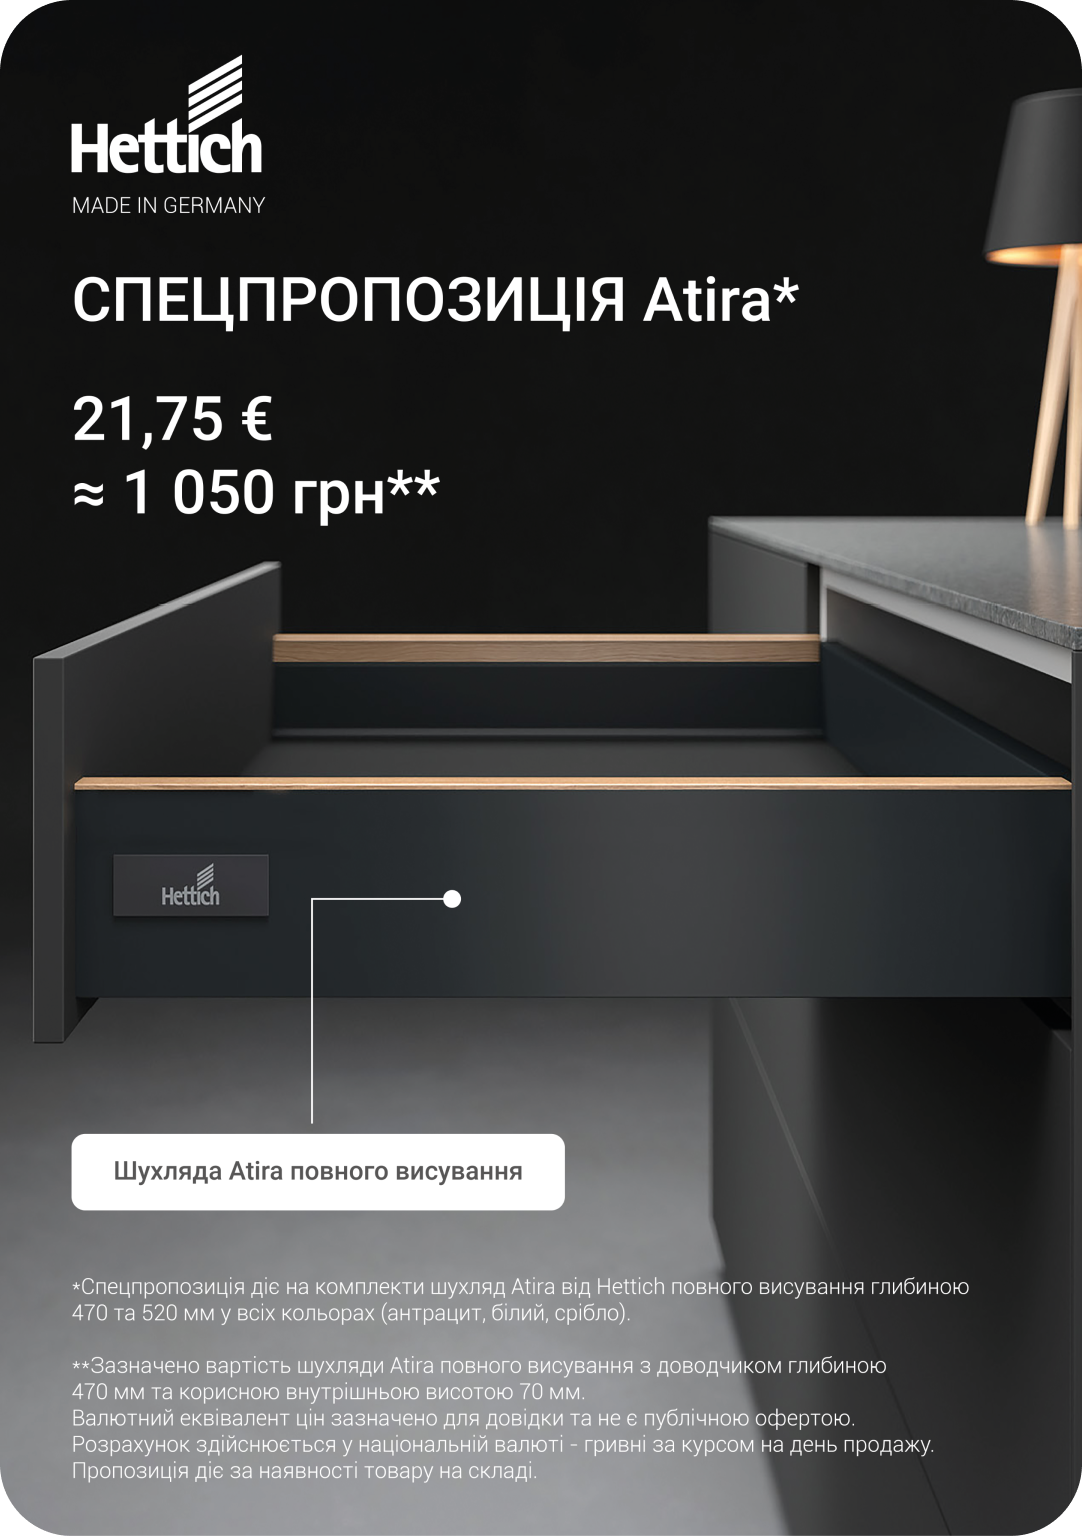 Hettich
MADE IN GERMANY
СПЕЦПРОПОЗИЦІЯ Atira*
21,75 €
≈ 1 050 грн**
Hettich
Шухляда Atira повного висування
*Спецпропозиція діє на комплекти шухляд Atira від Hettich повного висування глибиною
470 та 520 мм у всіх кольорах (антрацит, білий, срібло).
**Зазначено вартість шухляди Atira повного висування з доводчиком глибиною
470 мм та корисною внутрішньою висотою 70 мм.
Валютний еквівалент цін зазначено для довідки та не є публічною офертою.
Розрахунок здійснюється у національній валюті - гривні за курсом на день продажу.
Пропозиція діє за наявності товару на складі.